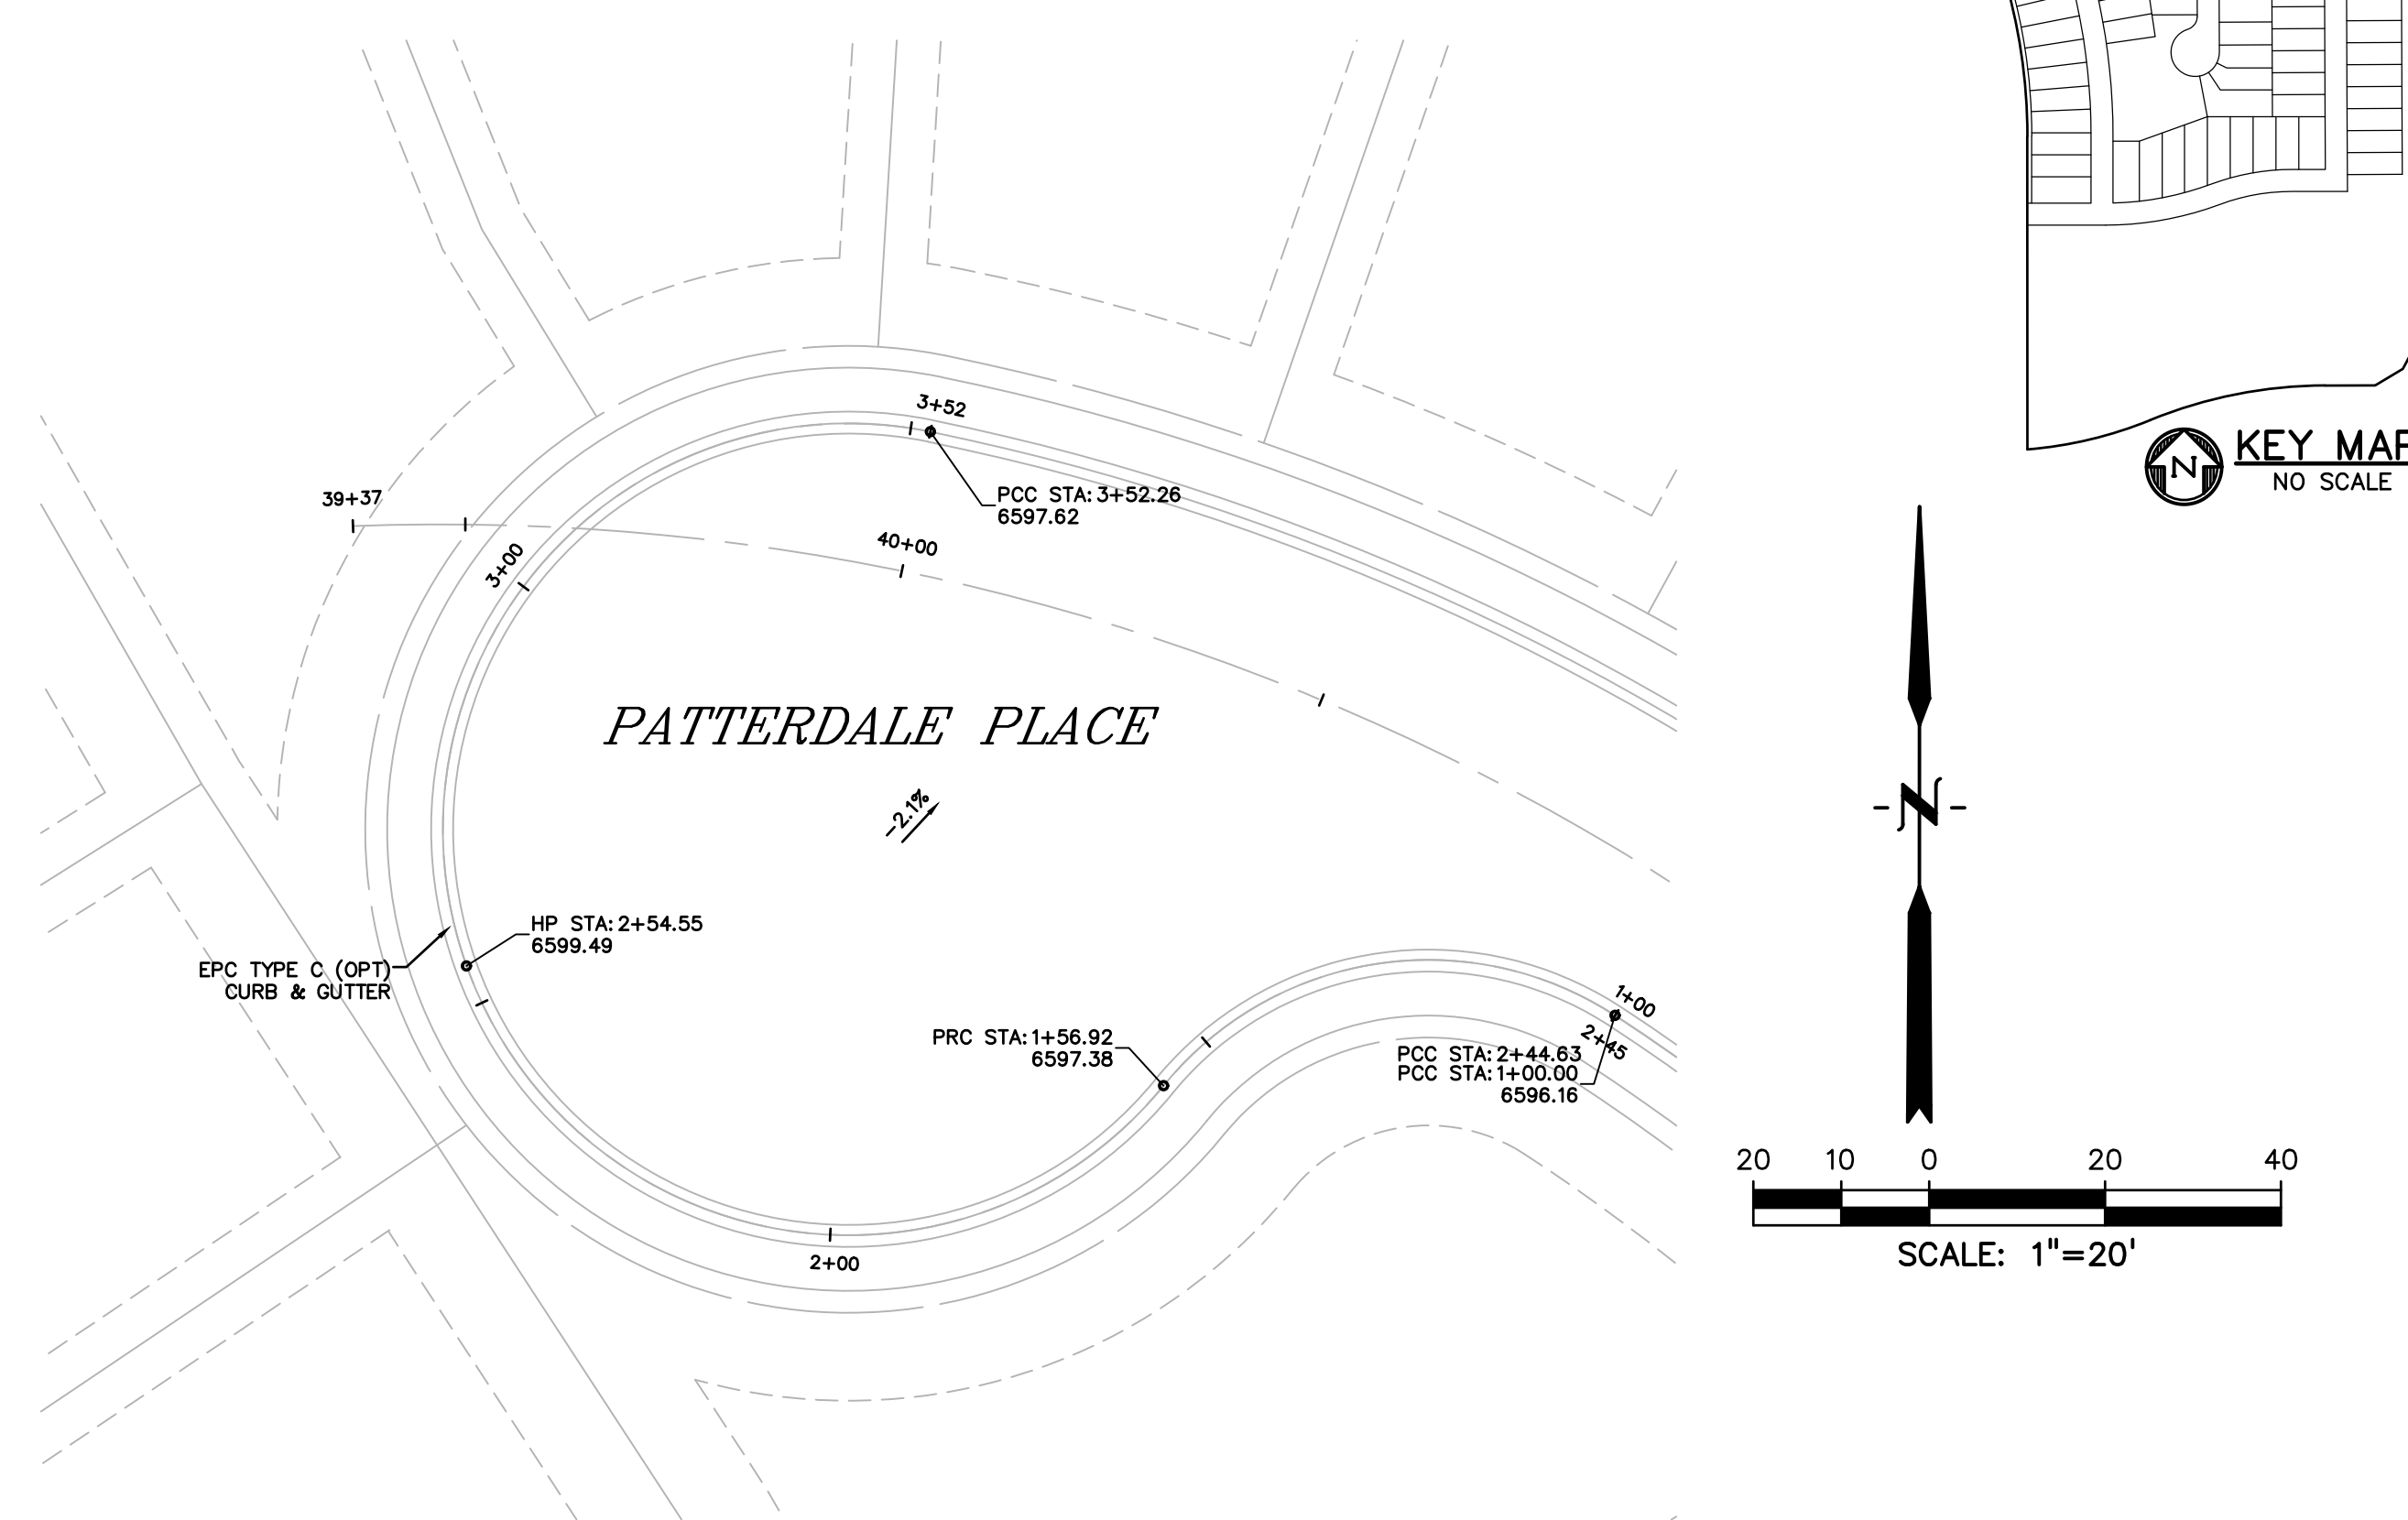 3+52
PCC STA: 3+52.26
6597.62
39+37
40+00
3+00
PATTERDALE PLACE
-2.1%
HP STA: 2+54.55
6599.49
EPC TYPE C (OPT)
CURB & GUTTER
PRC STA: 1+56.92
6597.38
1+00
2+45
PCC STA: 2+44.63
PCC STA: 1+00.00
6596.16
2+00
N
KEY MAP
NO SCALE
-N-
20 10 0 20 40
SCALE: 1"=20'